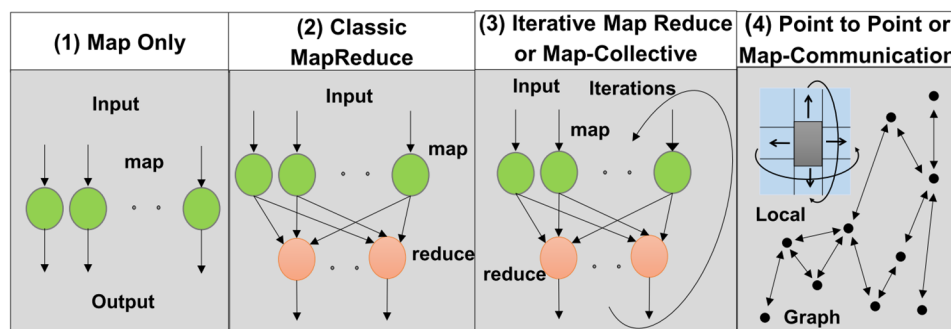 (1) Map Only
Input
map
Output
(2) Classic
MapReduce
Input
map
reduce
(3) Iterative Map Reduce
or Map-Collective
Input
Iterations
map
reduce
(4) Point to Point or
Map-Communication
Local
Graph